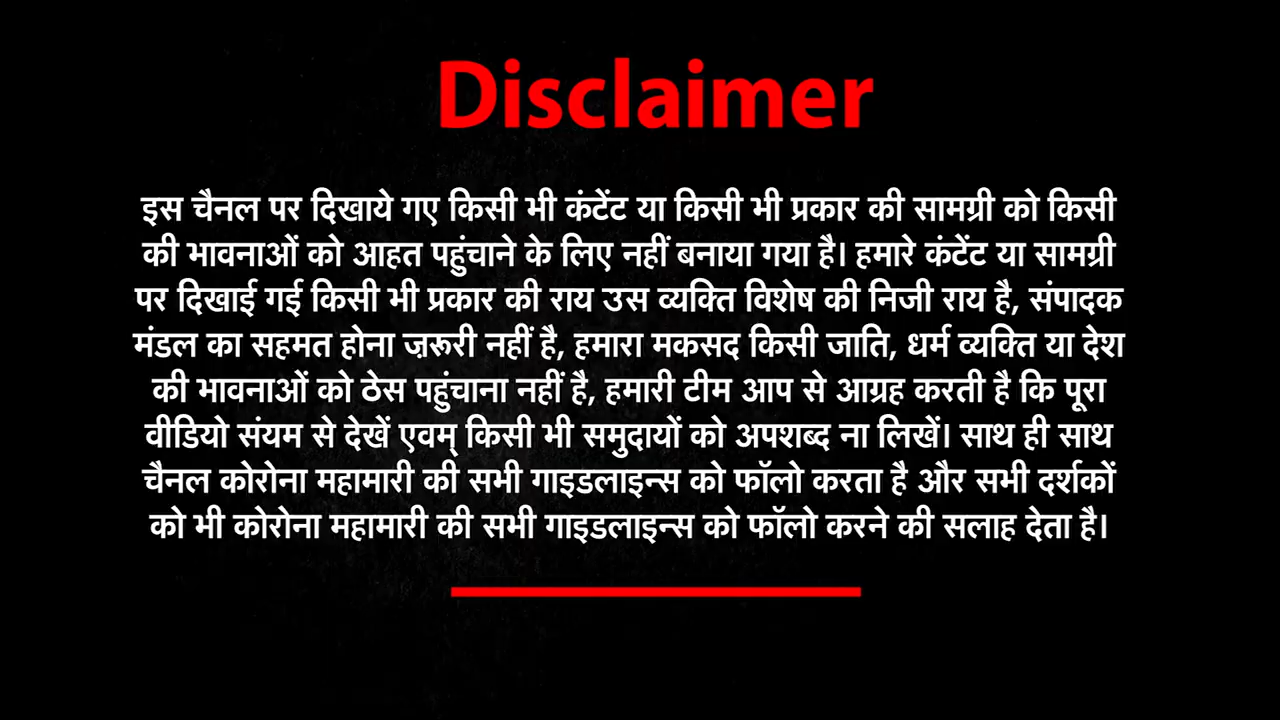 Disclaimer
इस चैनल पर दिखाये गए किसी भी कंटेंट या किसी भी प्रकार की सामग्री को किसी
की भावनाओं को आहत पहुंचाने के लिए नहीं बनाया गया है। हमारे कंटेंट या सामग्री
पर दिखाई गई किसी भी प्रकार की राय उस व्यक्ति विशेष की निजी राय है, संपादक
मंडल का सहमत होना ज़रूरी नहीं है, हमारा मकसद किसी जाति, धर्म व्यक्ति या देश
की भावनाओं को ठेस पहुंचाना नहीं है, हमारी टीम आप से आग्रह करती है कि पूरा
वीडियो संयम से देखें एवम् किसी भी समुदायों को अपशब्द ना लिखें। साथ ही साथ
चैनल कोरोना महामारी की सभी गाइडलाइन्स को फॉलो करता है और सभी दर्शकों
को भी कोरोना महामारी की सभी गाइडलाइन्स को फॉलो करने की सलाह देता है।